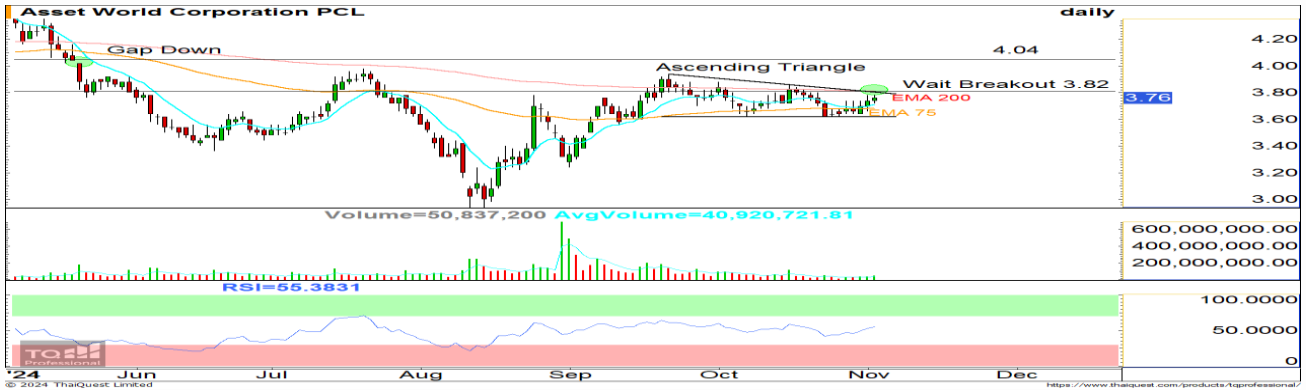 Asset World Corporation PCL
daily
Gap Down
4.04
4.20
4.00
Ascending Triangle
Wait Breakout 3.82
3.80
3.76
EMA 200
EMA 75
3.60
3.40
3.20
3.00
Volume=50,837,200 AvgVolume=40,920,721.81
600,000,000.00
400,000,000.00
200,000,000.00
RSI=55.3831
100.0000
50.0000
0
TQ
Professional
'24 Jun Jul Aug Sep Oct Nov Dec
© 2024 ThaiQuest Limited
https://www.thaiquest.com/products/tqprofessional/